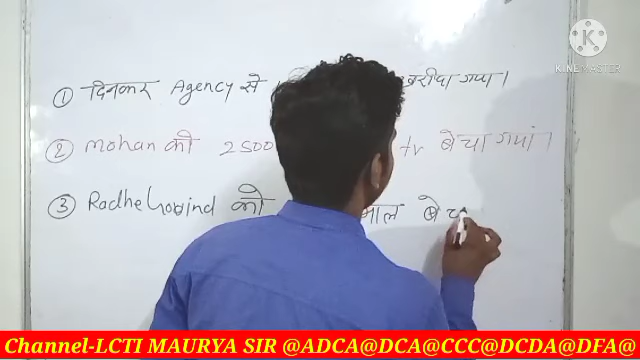 KINEMASTER
① दिनकर Agency से खरीदा गया।
② mohan को 2500 tv बेचा गयां।
③ RadheGovind को माल बेच
Channel-LCTI MAURYA SIR @ADCA@DCA@CCC@DCDA@DFA@